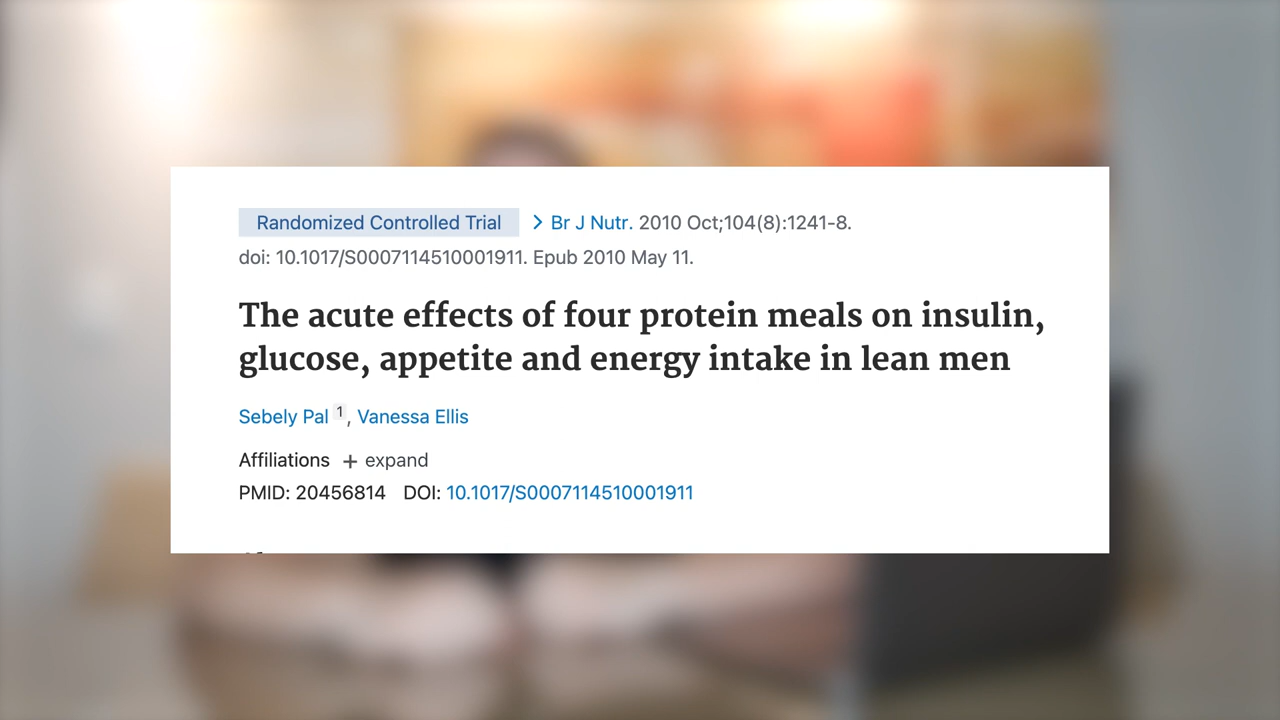 Randomized Controlled Trial > Br J Nutr. 2010 Oct;104(8):1241-8.
doi: 10.1017/S0007114510001911. Epub 2010 May 11.
The acute effects of four protein meals on insulin,
glucose, appetite and energy intake in lean men
Sebely Pal 1, Vanessa Ellis
Affiliations + expand
PMID: 20456814 DOI: 10.1017/S0007114510001911